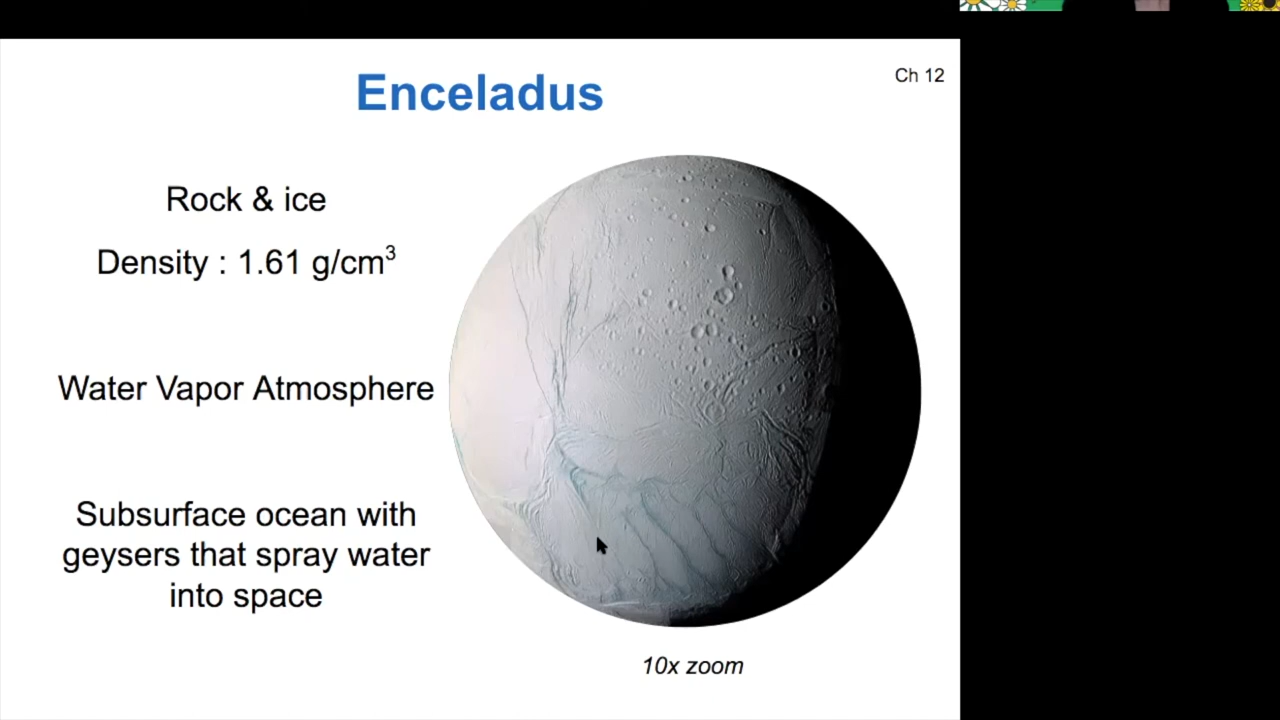 Ch 12
Enceladus
Rock & ice
Density : 1.61 g/cm³
Water Vapor Atmosphere
Subsurface ocean with
geysers that spray water
into space
10x zoom